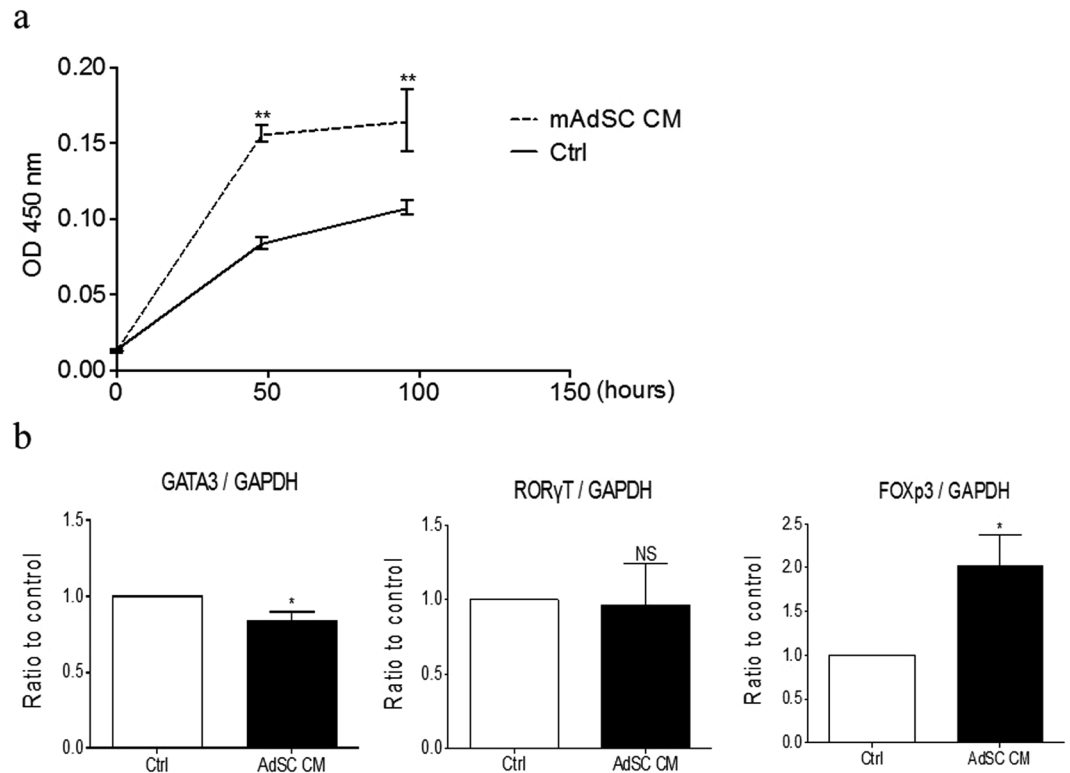 a
0.20
0.15
0.10
0.05
0.00
OD 450 nm
** **
mAdSC CM
Ctrl
0 50 100 150 (hours)
b
GATA3 / GAPDH
1.5
1.0
0.5
0.0
Ratio to control
*
Ctrl AdSC CM
RORγT / GAPDH
1.5
1.0
0.5
0.0
Ratio to control
NS
Ctrl AdSC CM
FOXp3 / GAPDH
2.5
2.0
1.5
1.0
0.5
0.0
Ratio to control
*
Ctrl AdSC CM